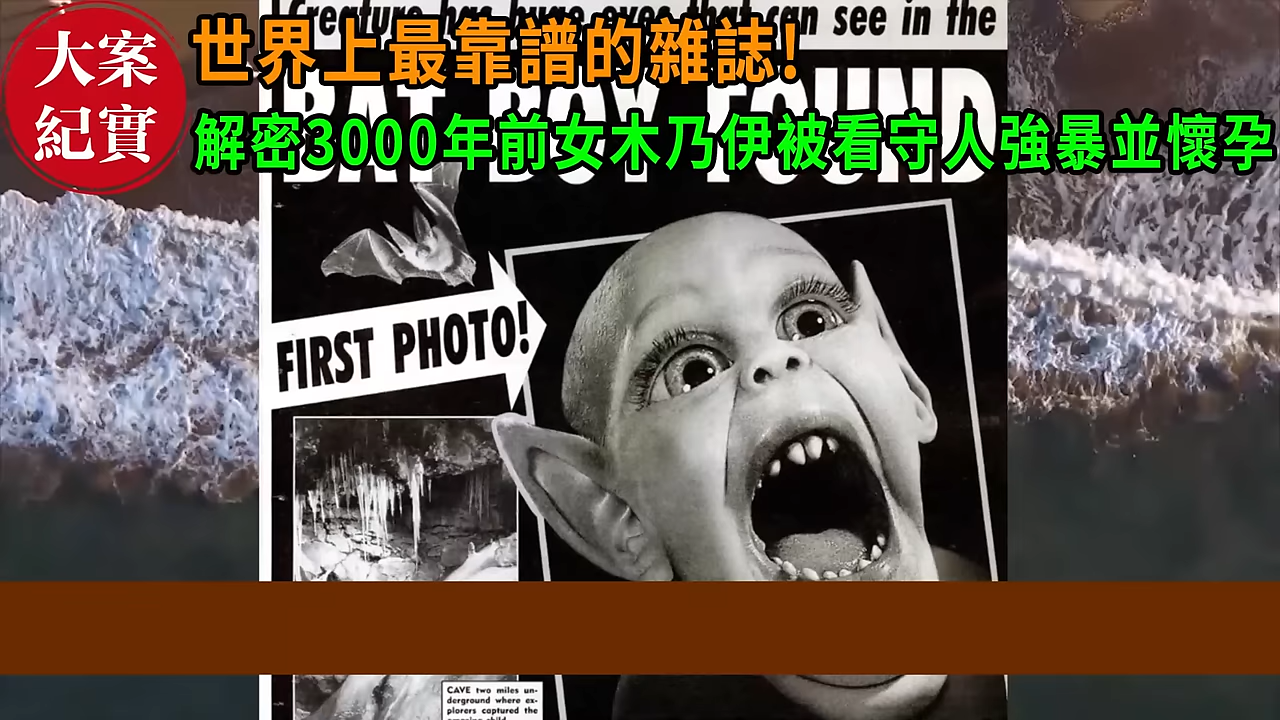 Creature has huge eyes that can see in the
大案
紀實
世界上最靠譜的雜誌!
BAT BOY FOUND
解密3000年前女木乃伊被看守人強暴並懷孕
FIRST PHOTO!
CAVE two miles un-
derground where ex-
plorers captured the
amazing child.